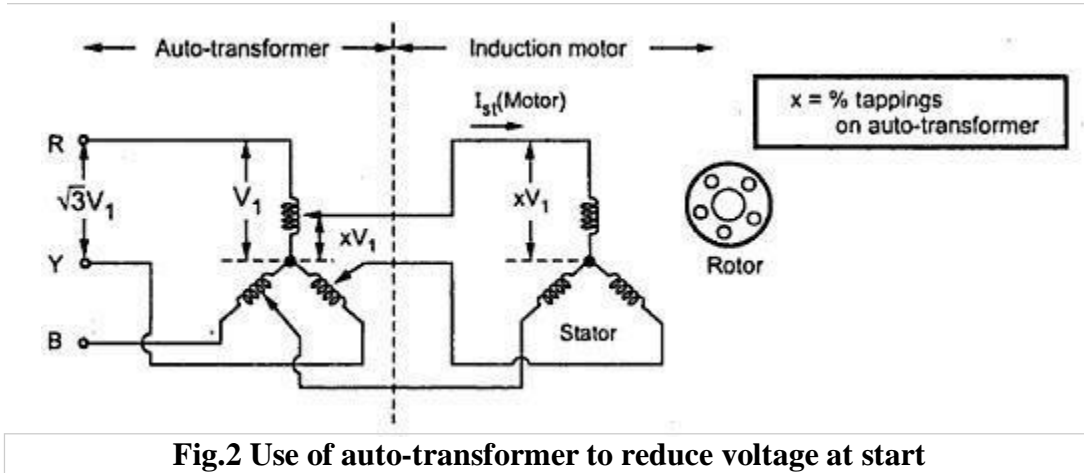 Auto-transformer
Induction motor
I_st(Motor)
x = % tappings
on auto-transformer
R
√3V₁
V₁
xV₁
xV₁
Y
Rotor
B
Stator
Fig.2 Use of auto-transformer to reduce voltage at start